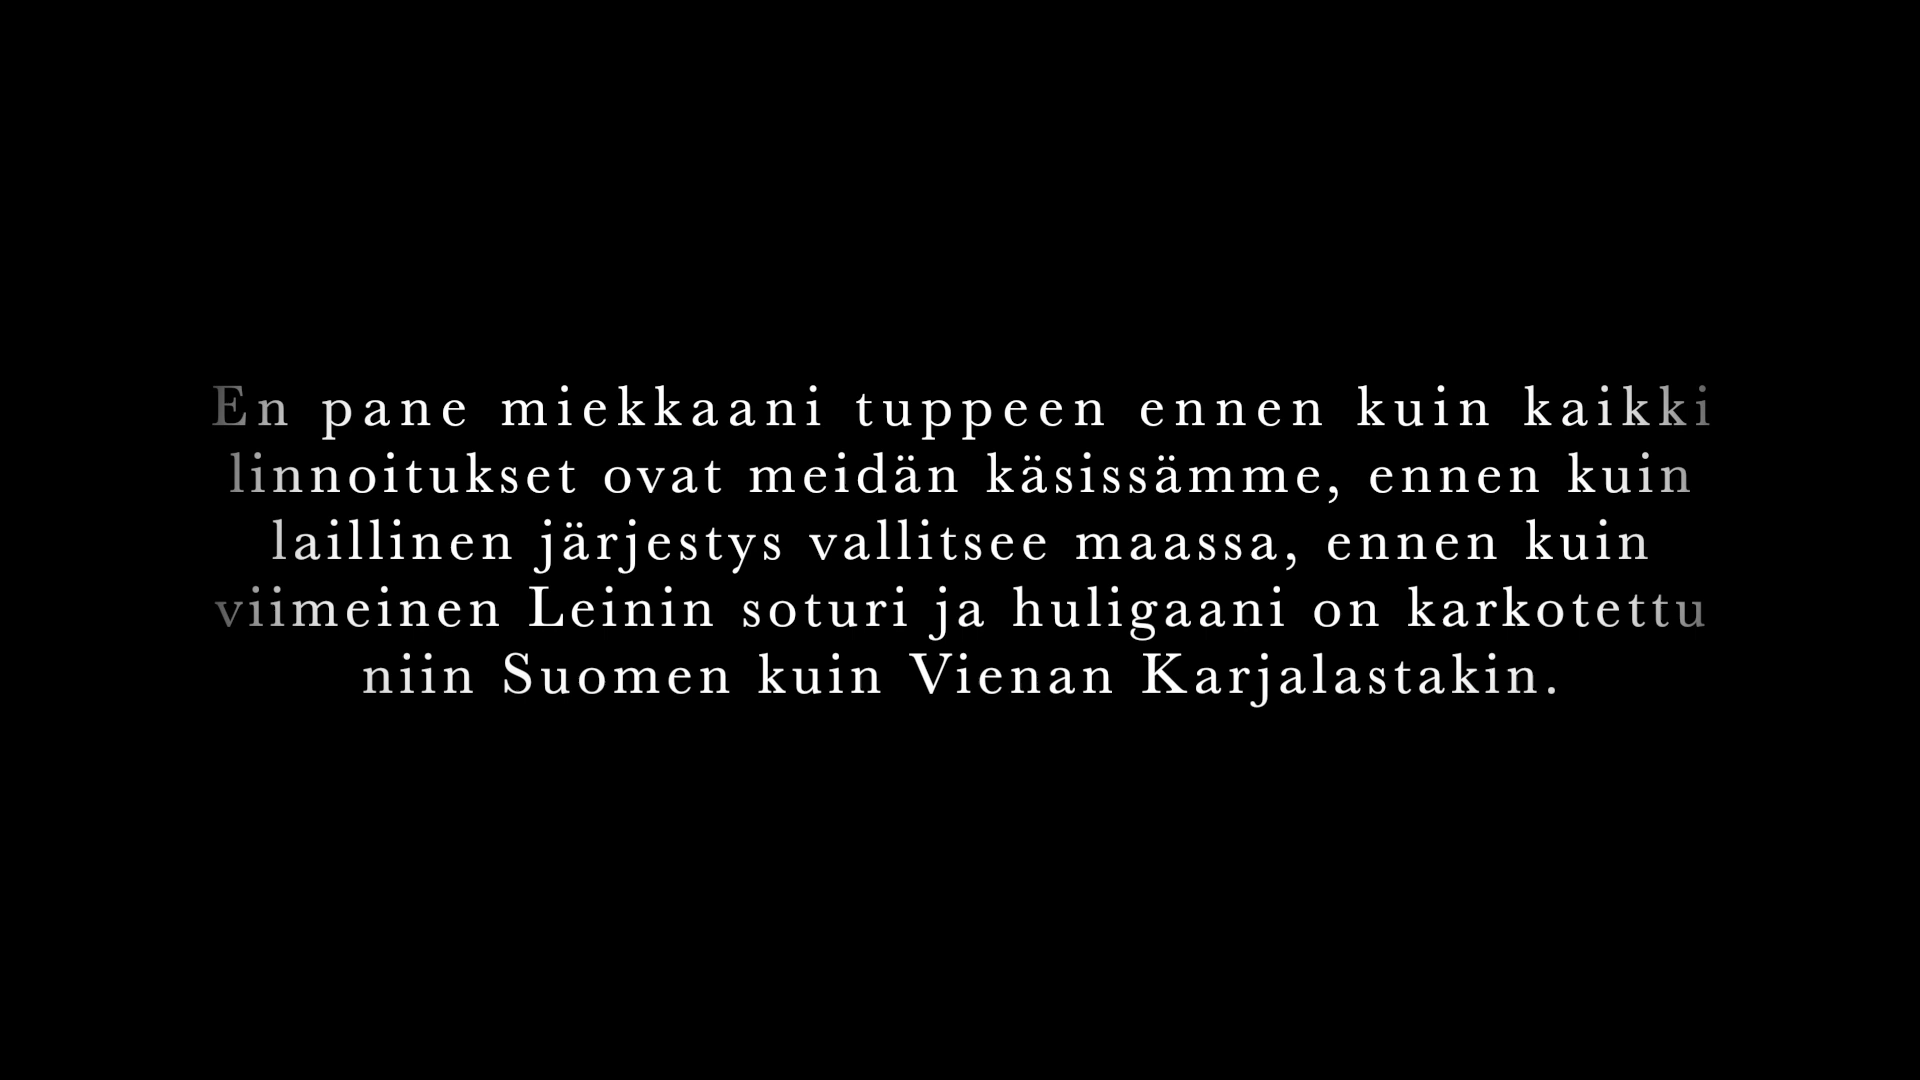 En pane miekkaani tuppeen ennen kuin kaikki
linnoitukset ovat meidän käsissämme, ennen kuin
laillinen järjestys vallitsee maassa, ennen kuin
viimeinen Leinin soturi ja huligaani on karkotettu
niin Suomen kuin Vienan Karjalastakin.